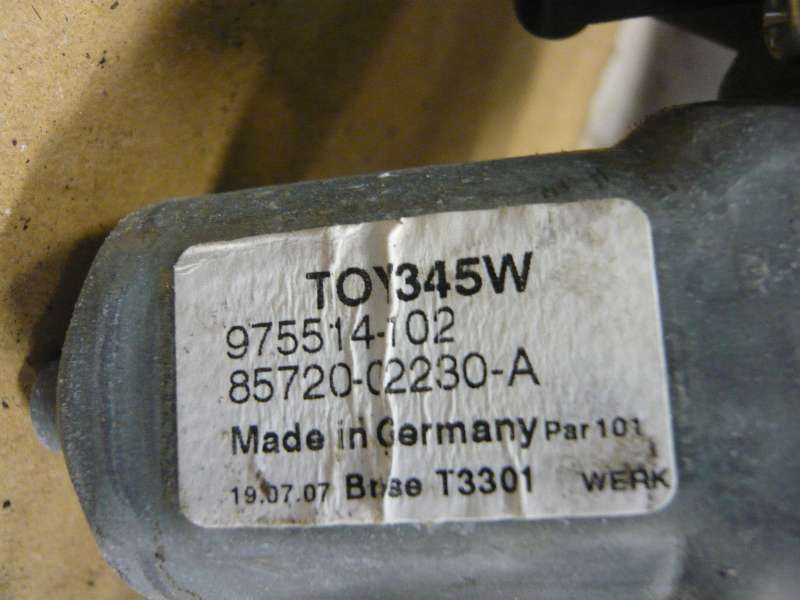 TOY345W
975514-102
85720-02230-A
Made in Germany Par 101
19.07.07 Brose T3301 WERK